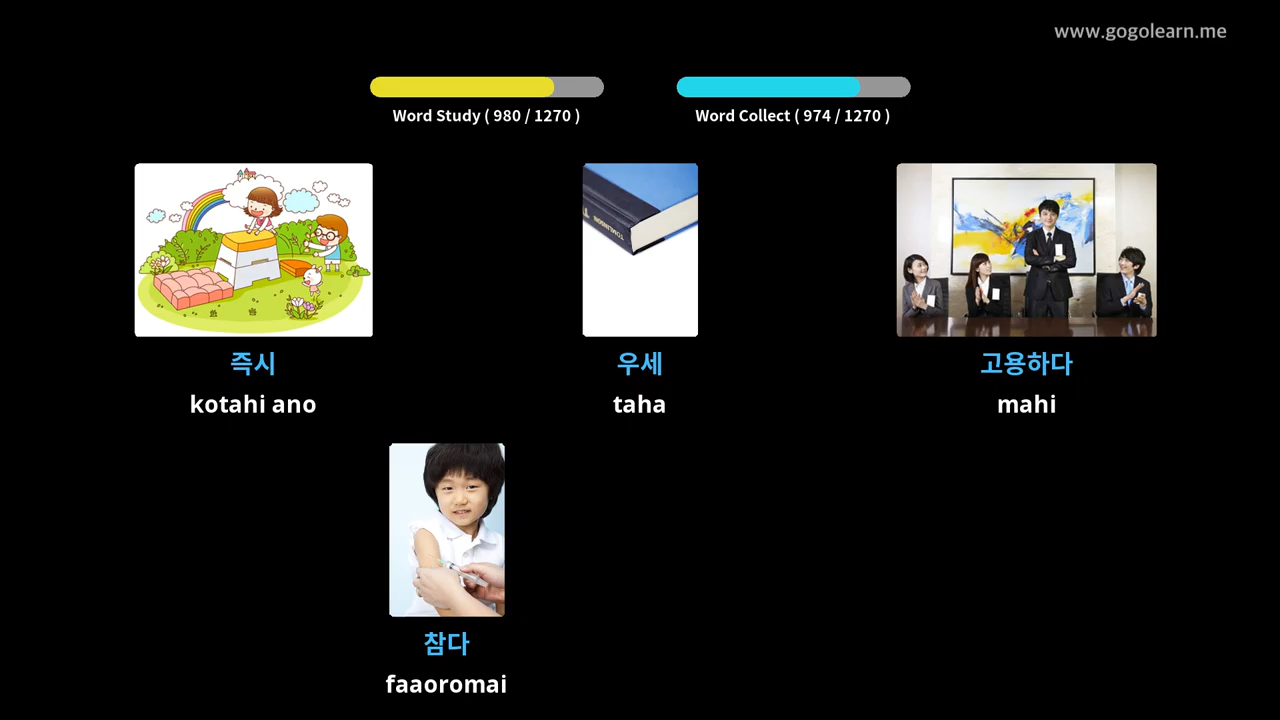 www.gogolearn.me
Word Study ( 980 / 1270 )
Word Collect ( 974 / 1270 )
TOMLINSON
즉시
우세
고용하다
kotahi ano
taha
mahi
참다
faaoromai